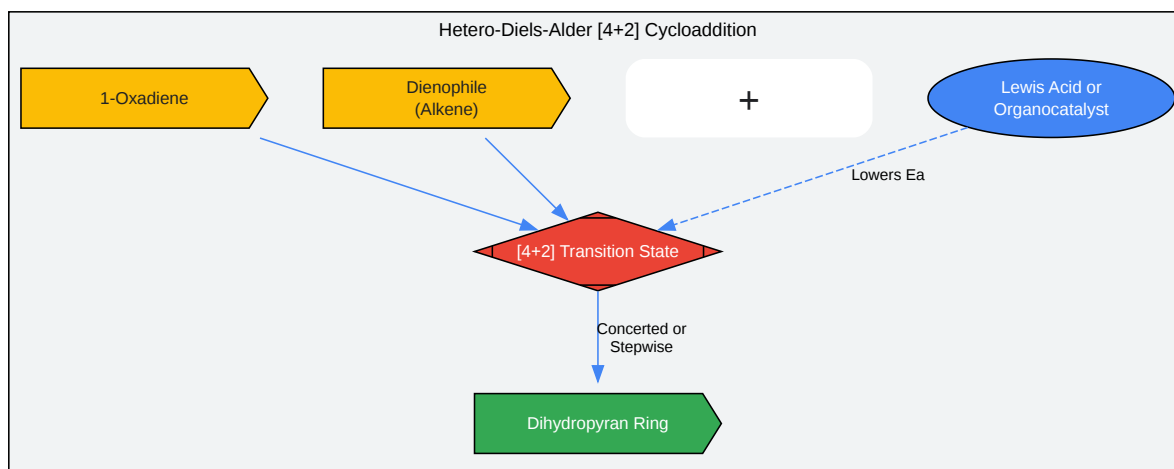 Hetero-Diels-Alder [4+2] Cycloaddition
1-Oxadiene
Dienophile
(Alkene)
+
Lewis Acid or
Organocatalyst
Lowers Ea
[4+2] Transition State
Concerted or
Stepwise
Dihydropyran Ring